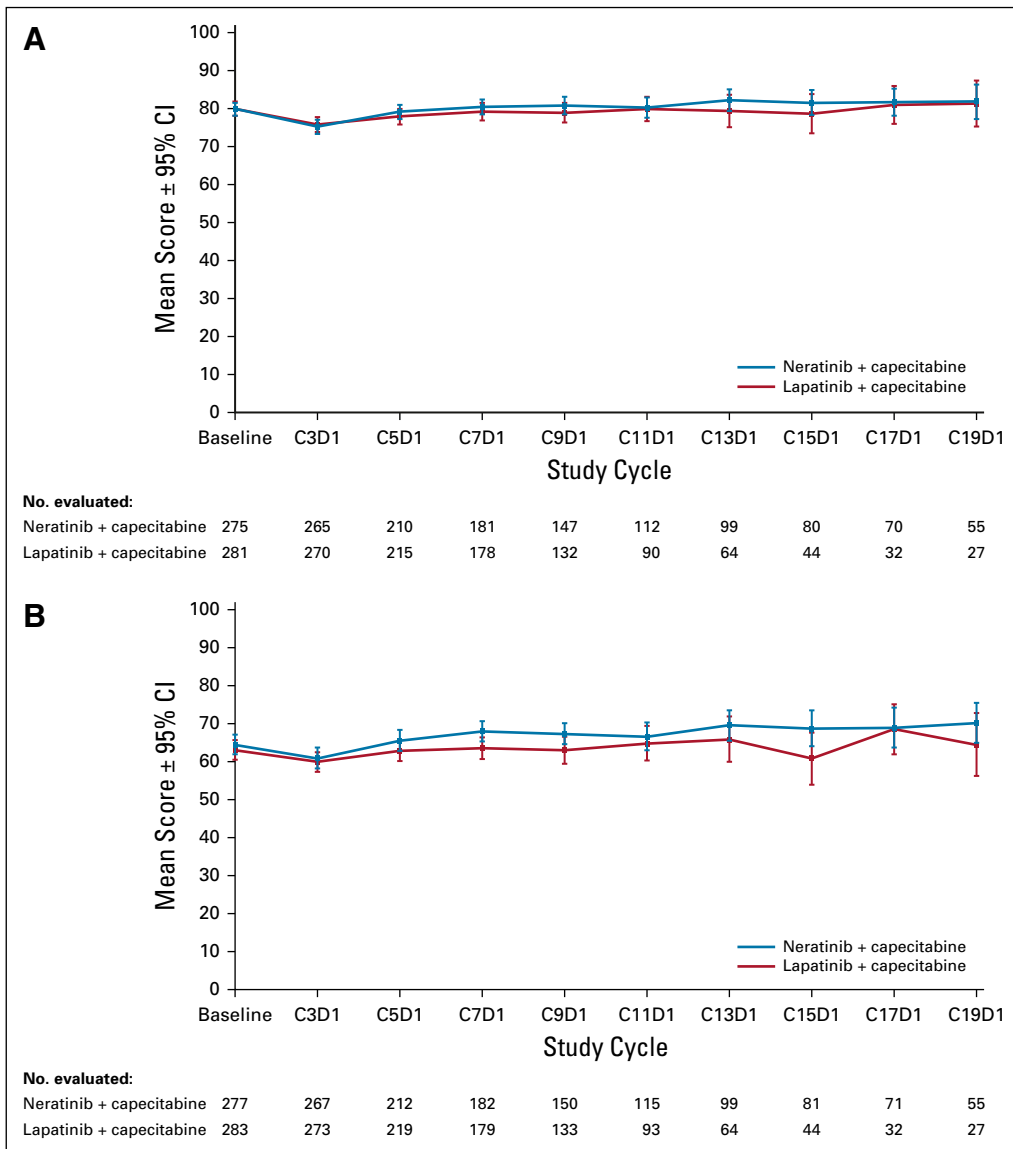 A
Mean Score ± 95% CI
100
90
80
70
60
50
40
30
20
10
0
Neratinib + capecitabine
Lapatinib + capecitabine
Baseline C3D1 C5D1 C7D1 C9D1 C11D1 C13D1 C15D1 C17D1 C19D1
Study Cycle
No. evaluated:
Neratinib + capecitabine 275 265 210 181 147 112 99 80 70 55
Lapatinib + capecitabine 281 270 215 178 132 90 64 44 32 27
B
Mean Score ± 95% CI
100
90
80
70
60
50
40
30
20
10
0
Neratinib + capecitabine
Lapatinib + capecitabine
Baseline C3D1 C5D1 C7D1 C9D1 C11D1 C13D1 C15D1 C17D1 C19D1
Study Cycle
No. evaluated:
Neratinib + capecitabine 277 267 212 182 150 115 99 81 71 55
Lapatinib + capecitabine 283 273 219 179 133 93 64 44 32 27